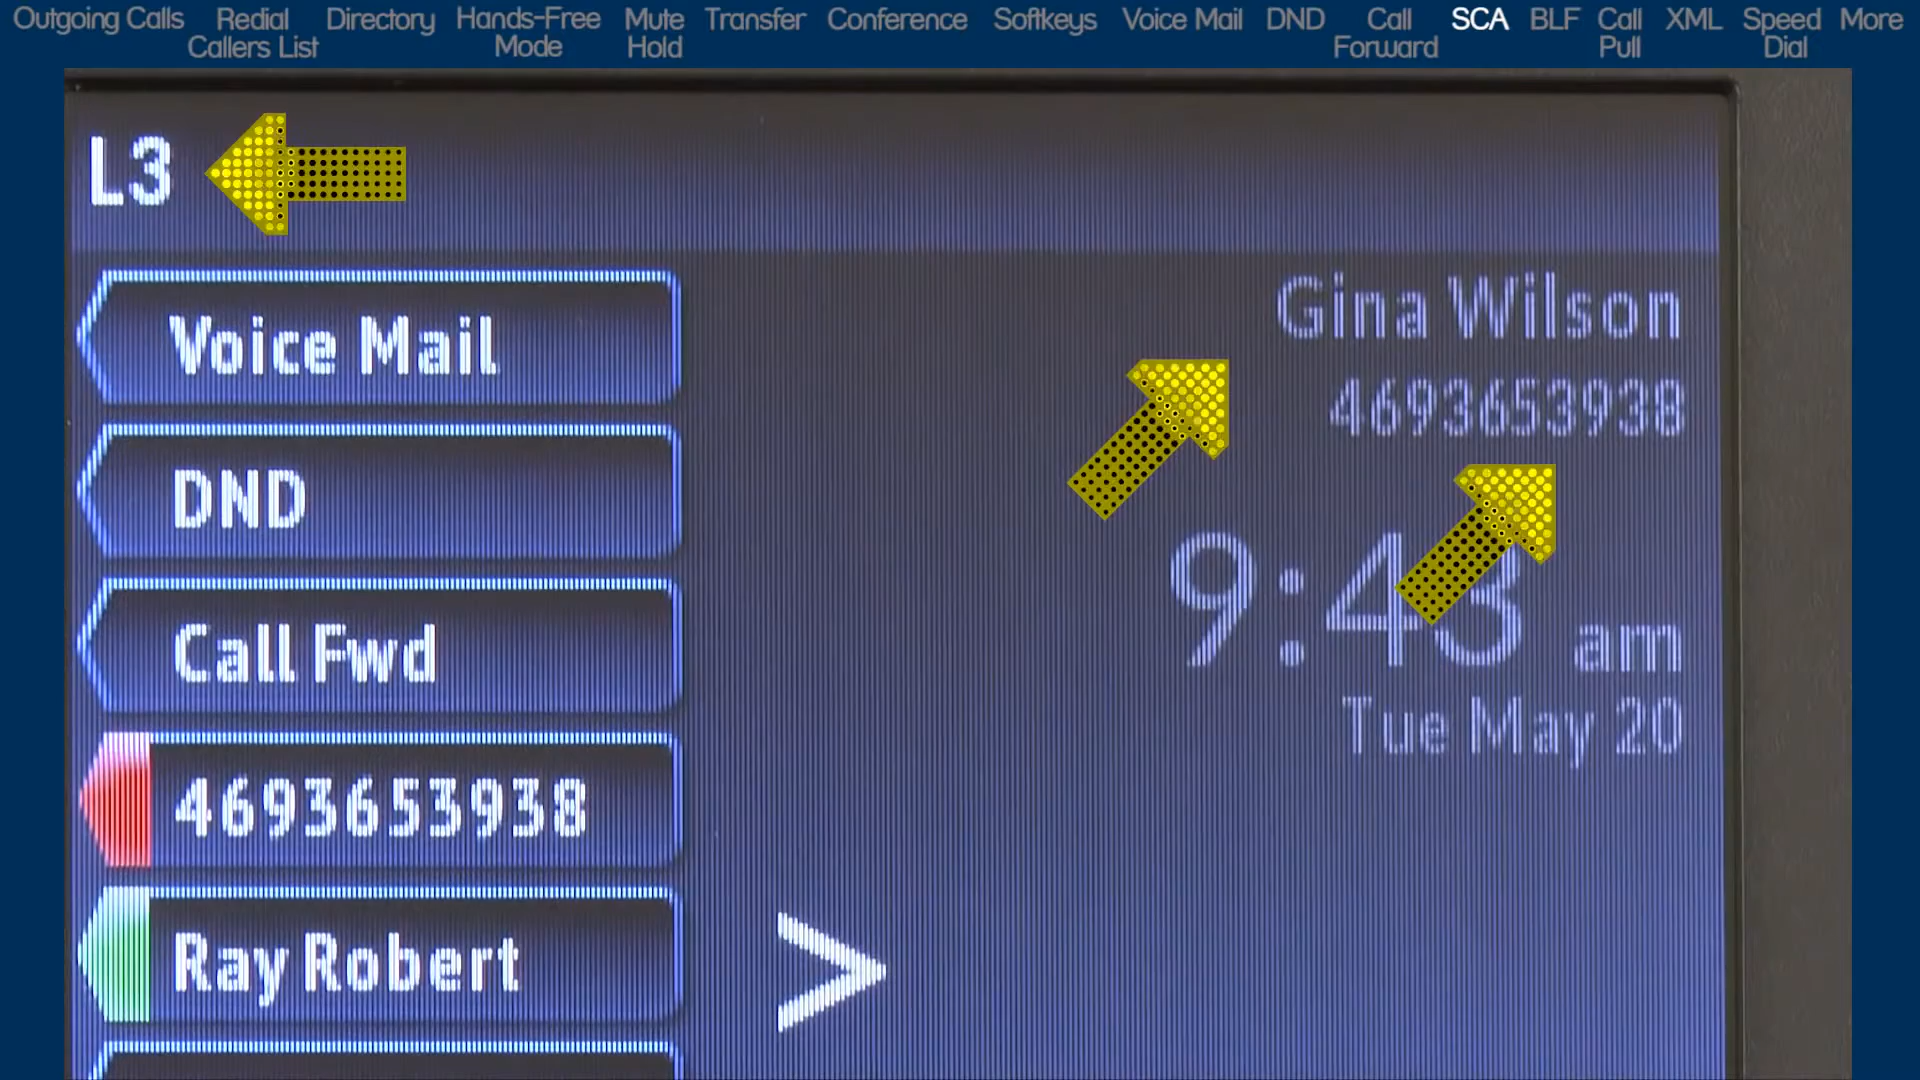 Outgoing Calls
Redial
Callers List
Directory
Hands-Free
Mode
Mute
Hold
Transfer
Conference
Softkeys
Voice Mail
DND
Call
Forward
SCA
BLF
Call
Pull
XML
Speed
Dial
More
L3
Gina Wilson
4693653938
Voice Mail
DND
Call Fwd
4693653938
Ray Robert
>
9:43 am
Tue May 20